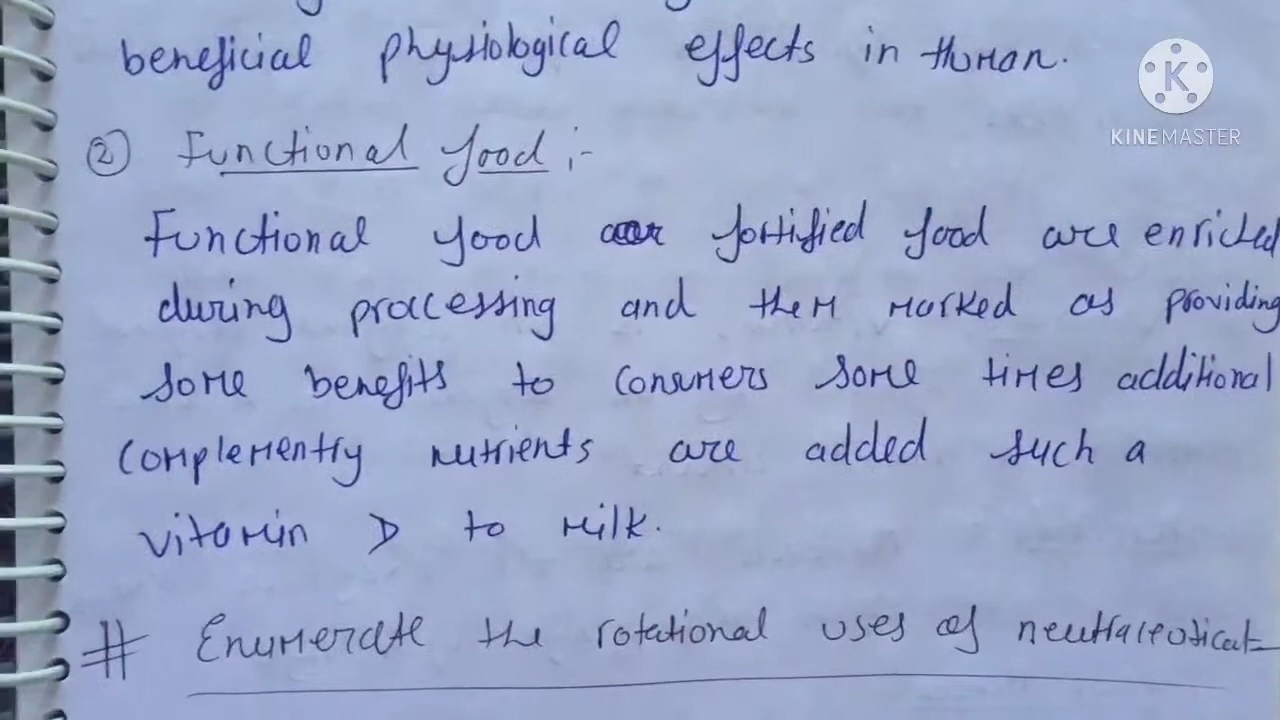 beneficial physiological effects in Human.
② Functional food :-
Functional food or fortified food are enriched
during processing and then marked as providing
some benefits to consumers some times additional
complementry nutrients are added such a
vitamin D to milk.
# Enumerate the rotational uses of neutraceutical
K
KINEMASTER